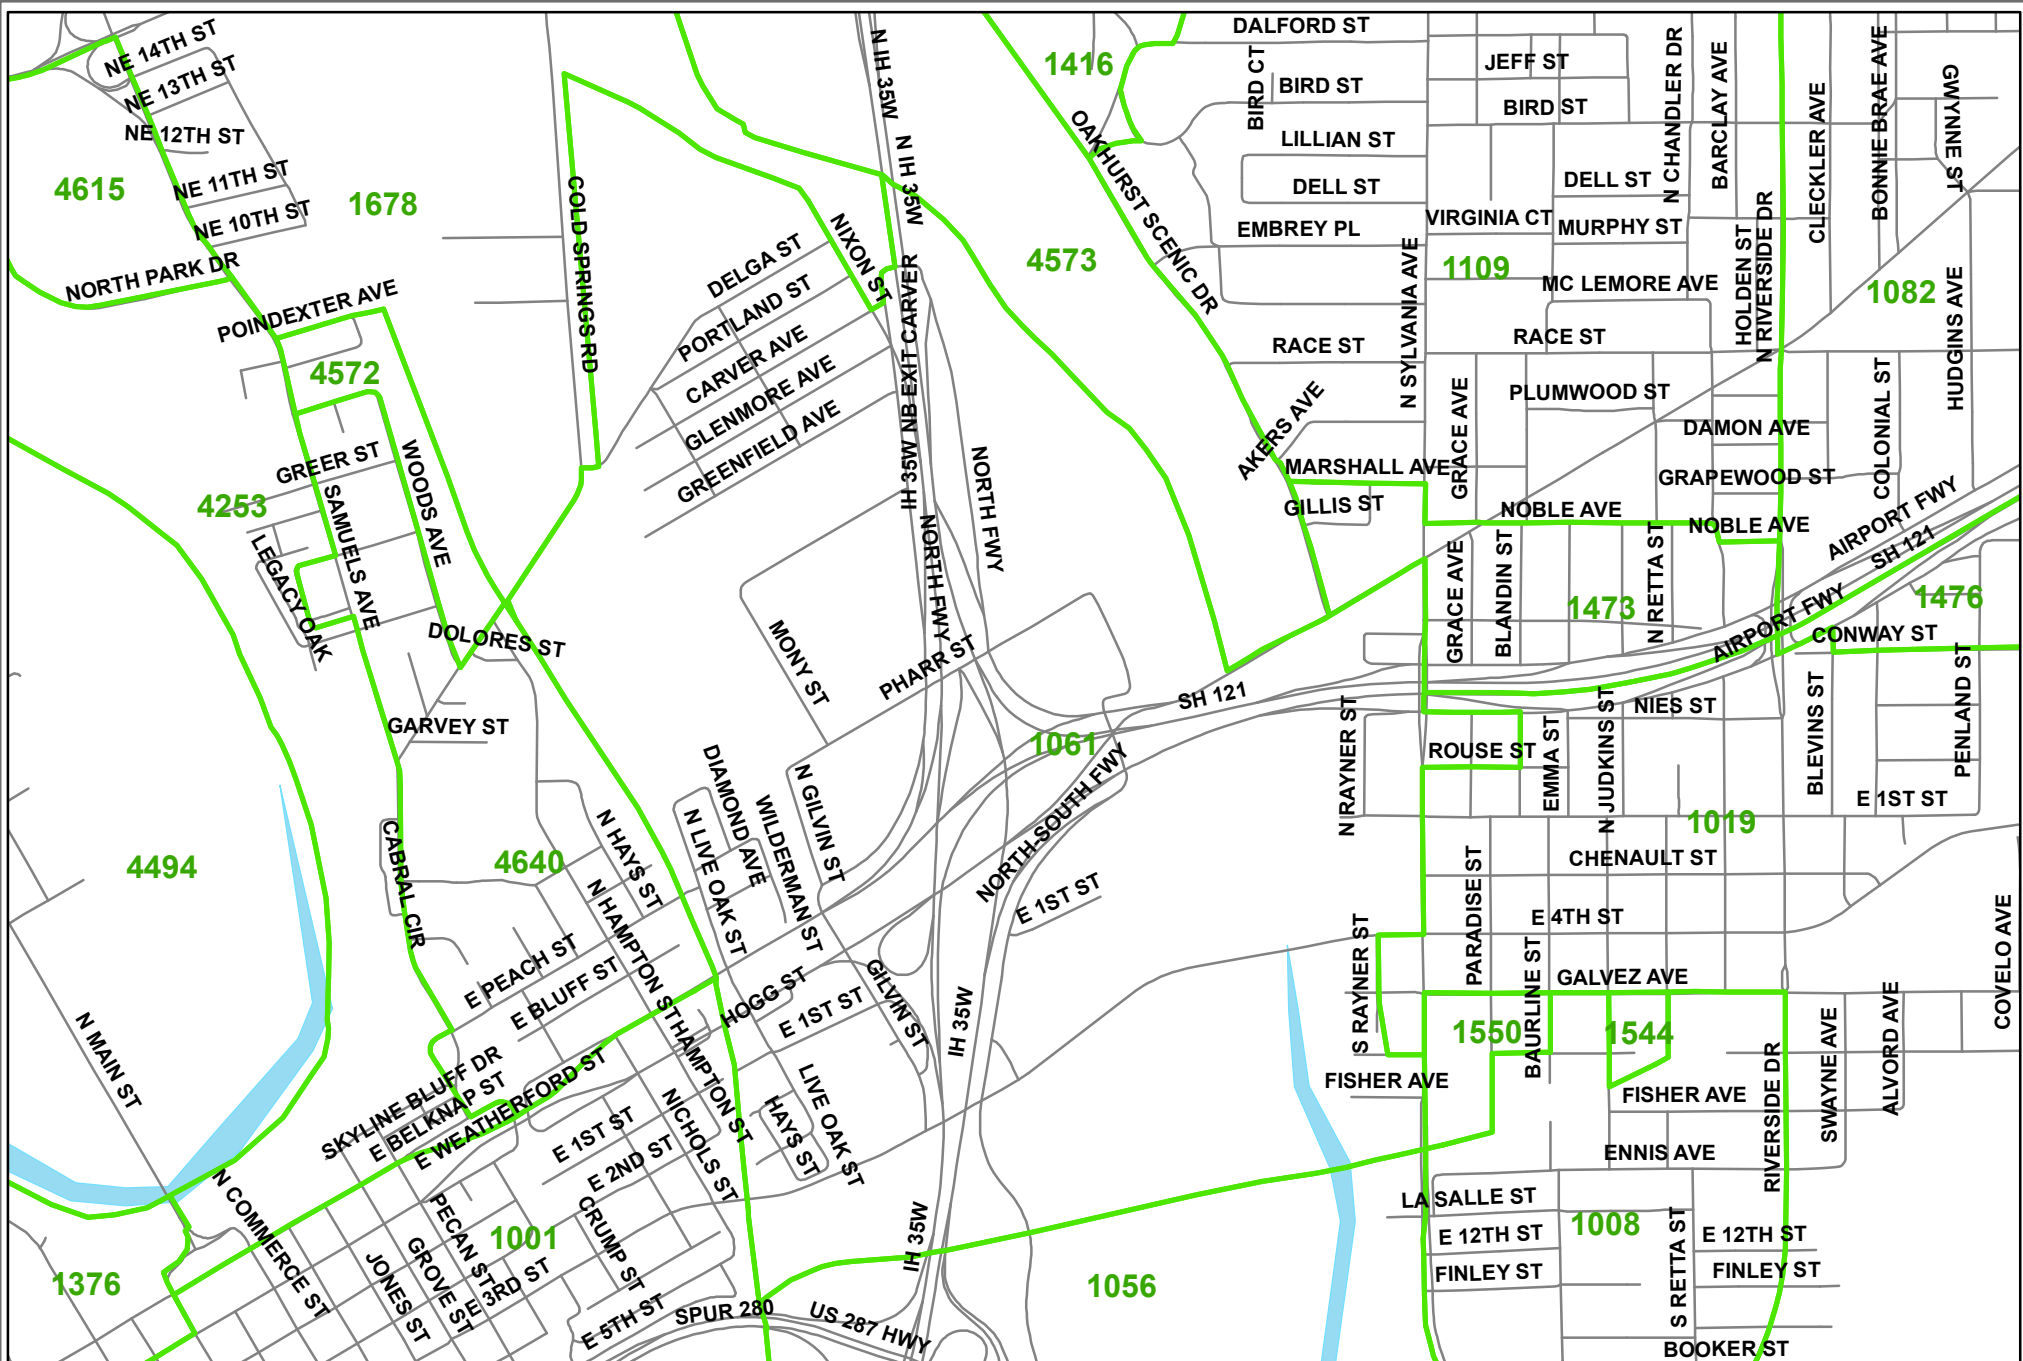 NE 14TH ST
NE 13TH ST
NE 12TH ST
NE 11TH ST
NE 10TH ST
4615
1678
NORTH PARK DR
POINDEXTER AVE
4572
COLD SPRINGS RD
GREER ST
4253
SAMUELS AVE
WOODS AVE
LEGACY OAK
DOLORES ST
GARVEY ST
N IH 35W
N IH 35W
NIXON ST
DELGA ST
PORTLAND ST
CARVER AVE
GLENMORE AVE
GREENFIELD AVE
IH 35W NB EXIT CARVER
NORTH FWY
NORTH FWY
MONY ST
PHARR ST
1416
4573
OAKHURST SCENIC DR
DALFORD ST
BIRD CT
BIRD ST
LILLIAN ST
DELL ST
EMBREY PL
RACE ST
AKERS AVE
MARSHALL AVE
GILLIS ST
N SYLVANIA AVE
JEFF ST
BIRD ST
DELL ST
VIRGINIA CT
MURPHY ST
1109
MC LEMORE AVE
RACE ST
PLUMWOOD ST
GRACE AVE
DAMON AVE
GRAPEWOOD ST
NOBLE AVE
NOBLE AVE
N CHANDLER DR
BARCLAY AVE
HOLDEN ST
N RIVERSIDE DR
CLECKLER AVE
BONNIE BRAE AVE
GWYNNE ST
1082
HUDGINS AVE
COLONIAL ST
AIRPORT FWY
SH 121
GRACE AVE
BLANDIN ST
1473
N RETTA ST
AIRPORT FWY
1476
CONWAY ST
SH 121
1061
NORTH-SOUTH FWY
N RAYNER ST
ROUSE ST
EMMA ST
N JUDKINS ST
NIES ST
BLEVINS ST
PENLAND ST
E 1ST ST
1019
CHENAULT ST
E 4TH ST
PARADISE ST
GALVEZ AVE
COVELO AVE
4494
CABRAL CIR
4640
N HAYS ST
N HAMPTON ST
DIAMOND AVE
N LIVE OAK ST
WILDERMAN ST
N GILVIN ST
E 1ST ST
E PEACH ST
E BLUFF ST
HOGG ST
E 1ST ST
GILVIN ST
IH 35W
N MAIN ST
SKYLINE BLUFF DR
E BELKNAP ST
E WEATHERFORD ST
HAMPTON ST
NICHOLS ST
HAYS ST
LIVE OAK ST
E 1ST ST
E 2ND ST
S RAYNER ST
FISHER AVE
1550
BAURLINE ST
1544
FISHER AVE
ENNIS AVE
RIVERSIDE DR
SWAYNE AVE
ALVORD AVE
N COMMERCE ST
PECAN ST
1001
CRUMP ST
GROVE ST
JONES ST
E 3RD ST
E 5TH ST
1376
SPUR 280
US 287 HWY
IH 35W
1056
LA SALLE ST
E 12TH ST
FINLEY ST
1008
S RETTA ST
E 12TH ST
FINLEY ST
BOOKER ST